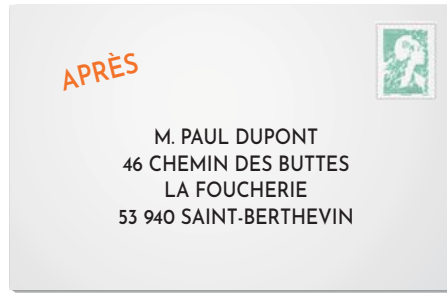 APRÈS
M. PAUL DUPONT
46 CHEMIN DES BUTTES
LA FOUCHERIE
53 940 SAINT-BERTHEVIN